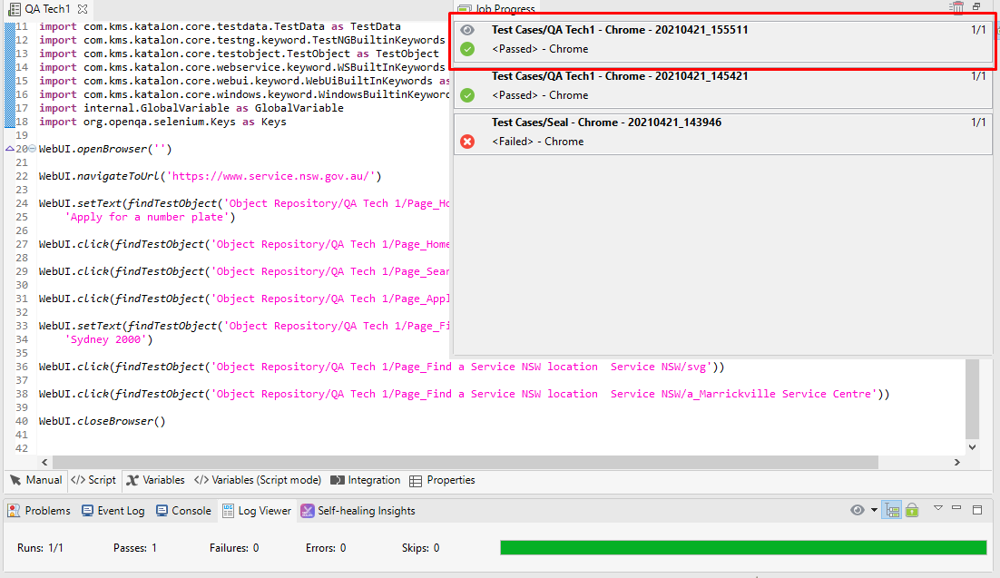 QA Tech1
Job Progress
Test Cases/QA Tech1 - Chrome - 20210421_155511
1/1
<Passed> - Chrome
Test Cases/QA Tech1 - Chrome - 20210421_145421
1/1
<Passed> - Chrome
Test Cases/Seal - Chrome - 20210421_143946
1/1
<Failed> - Chrome
11 import com.kms.katalon.core.testdata.TestData as TestData
12 import com.kms.katalon.core.testng.keyword.TestNGBuiltinKeywords
13 import com.kms.katalon.core.testobject.TestObject as TestObject
14 import com.kms.katalon.core.webservice.keyword.WSBuiltInKeywords
15 import com.kms.katalon.core.webui.keyword.WebUiBuiltInKeywords as
16 import com.kms.katalon.core.windows.keyword.WindowsBuiltinKeyword
17 import internal.GlobalVariable as GlobalVariable
18 import org.openqa.selenium.Keys as Keys
19
20 WebUI.openBrowser('')
21
22 WebUI.navigateToUrl('https://www.service.nsw.gov.au/')
23
24 WebUI.setText(findTestObject('Object Repository/QA Tech 1/Page_Ho
25 'Apply for a number plate')
26
27 WebUI.click(findTestObject('Object Repository/QA Tech 1/Page_Home
28
29 WebUI.click(findTestObject('Object Repository/QA Tech 1/Page_Sear
30
31 WebUI.click(findTestObject('Object Repository/QA Tech 1/Page_Appl
32
33 WebUI.setText(findTestObject('Object Repository/QA Tech 1/Page_Fi
34 'Sydney 2000')
35
36 WebUI.click(findTestObject('Object Repository/QA Tech 1/Page_Find a Service NSW location  Service NSW/svg'))
37
38 WebUI.click(findTestObject('Object Repository/QA Tech 1/Page_Find a Service NSW location  Service NSW/a_Marrickville Service Centre'))
39
40 WebUI.closeBrowser()
41
42
Manual </> Script Variables </> Variables (Script mode) Integration Properties
Problems Event Log Console Log Viewer Self-healing Insights
Runs: 1/1 Passes: 1 Failures: 0 Errors: 0 Skips: 0